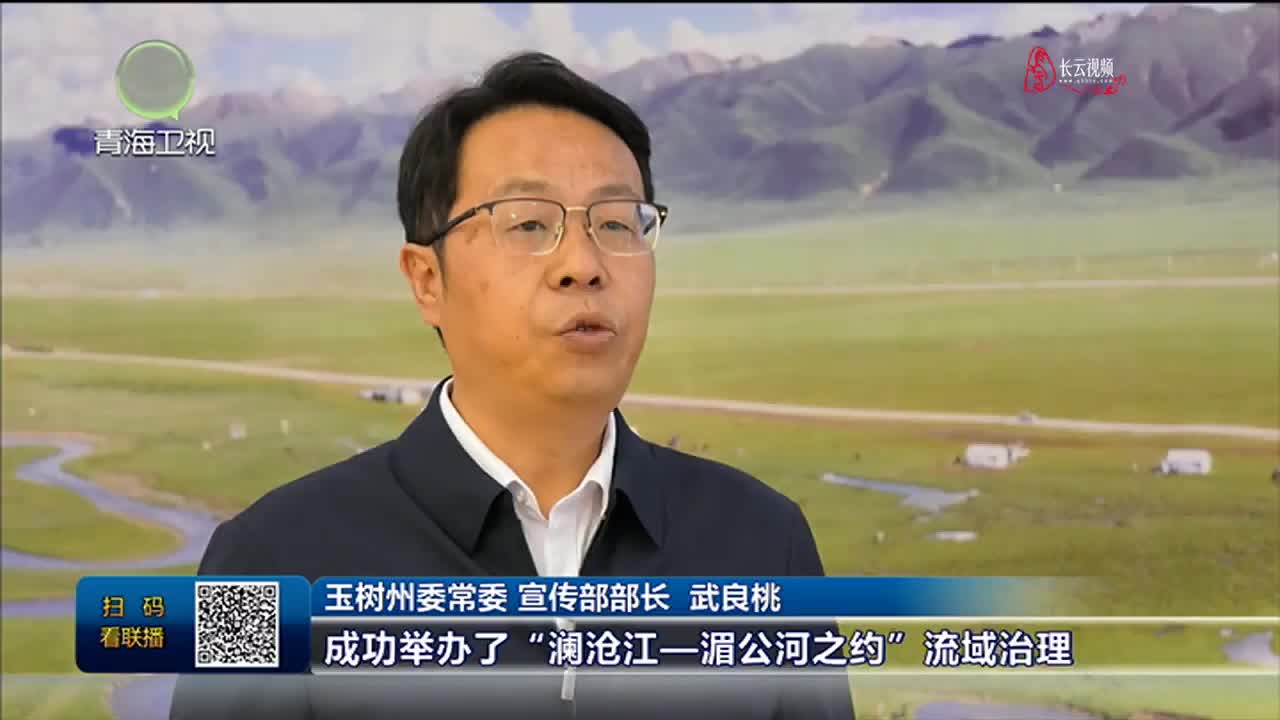 青海卫视
长云视频
扫 码
看联播
玉树州委常委 宣传部部长 武良桃
成功举办了“澜沧江—湄公河之约”流域治理